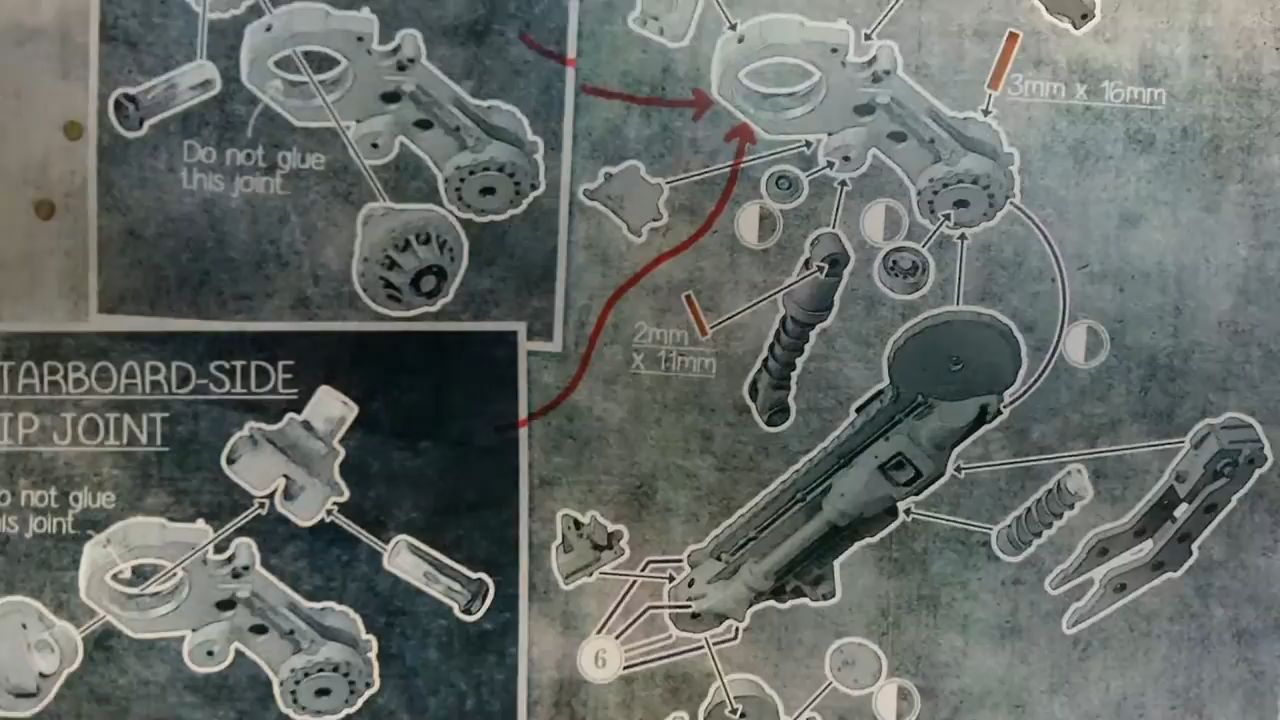 Do not glue
this joint.
3mm x 16mm
2mm
x 11mm
TARBOARD-SIDE
IP JOINT
o not glue
is joint.
6